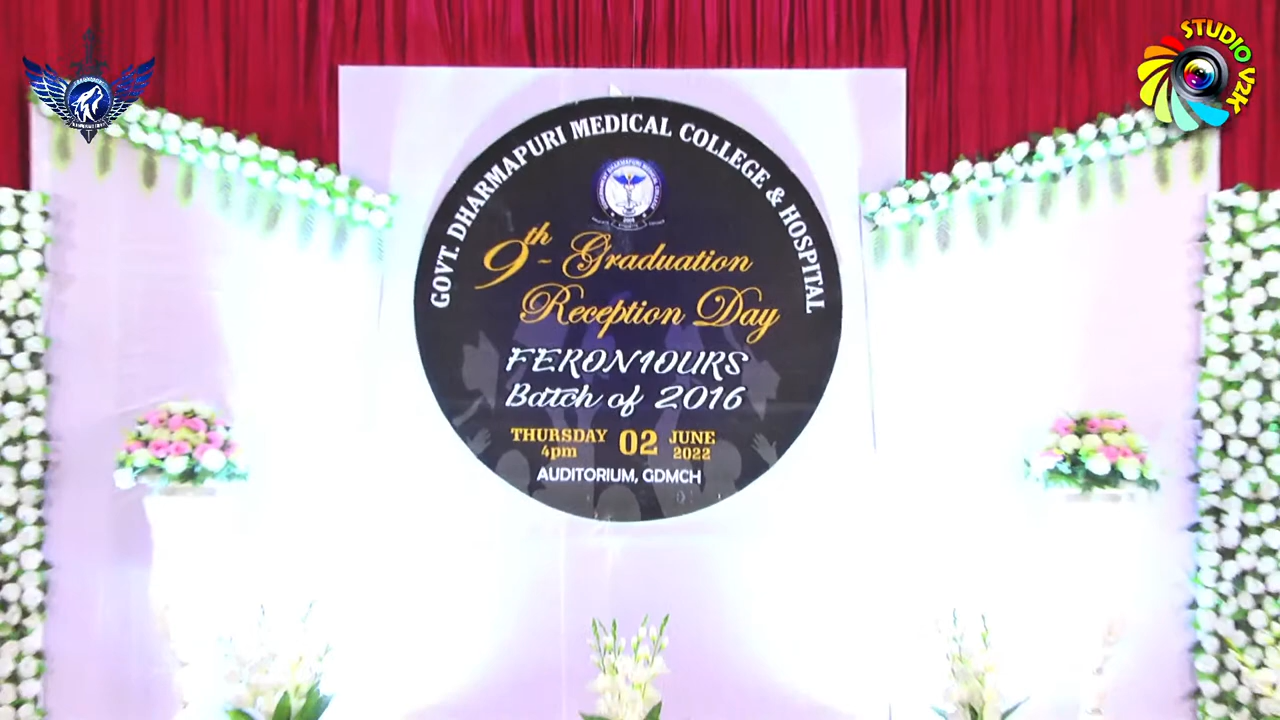 STUDIO V2K
GOVT. DHARMAPURI MEDICAL COLLEGE & HOSPITAL
9th - Graduation
Reception Day
FERON1OURS
Batch of 2016
THURSDAY 02 JUNE
4pm 2022
AUDITORIUM, GDMCH